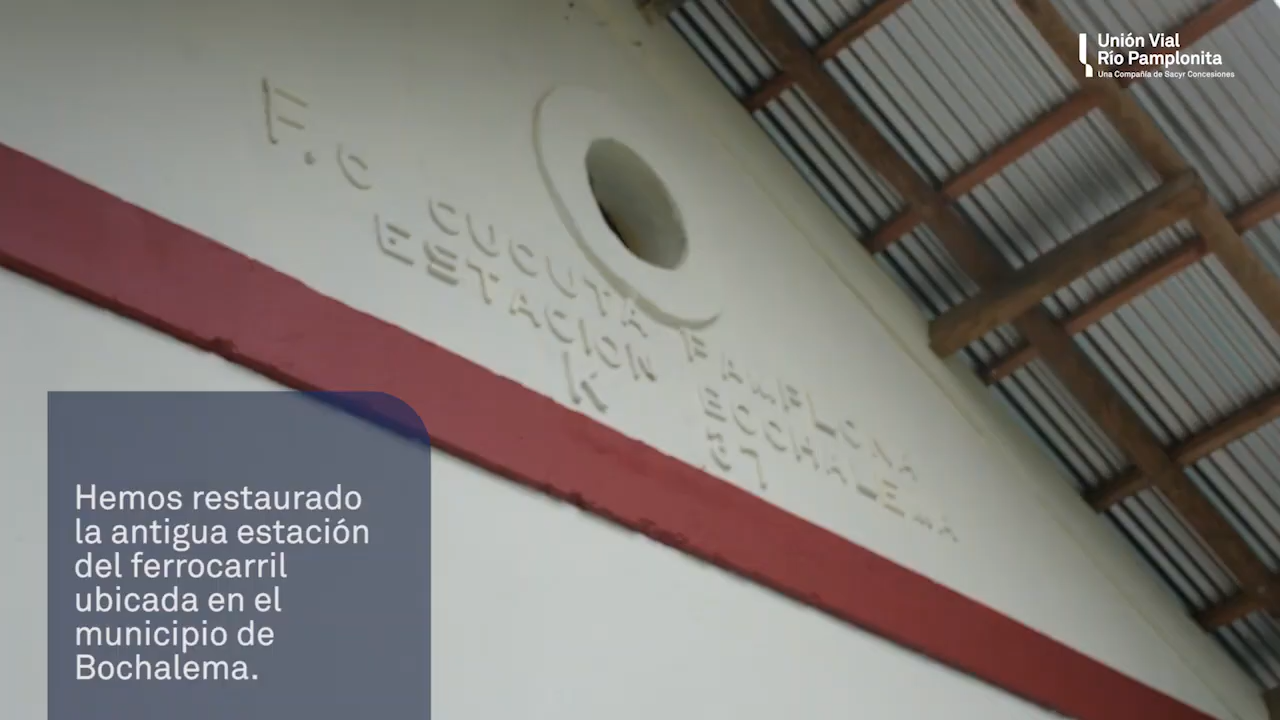 Unión Vial
Río Pamplonita
Una Compañía de Sacyr Concesiones
F.C CUCUTA PAMPLONA
ESTACION BOCHALEMA
K 57
Hemos restaurado
la antigua estación
del ferrocarril
ubicada en el
municipio de
Bochalema.